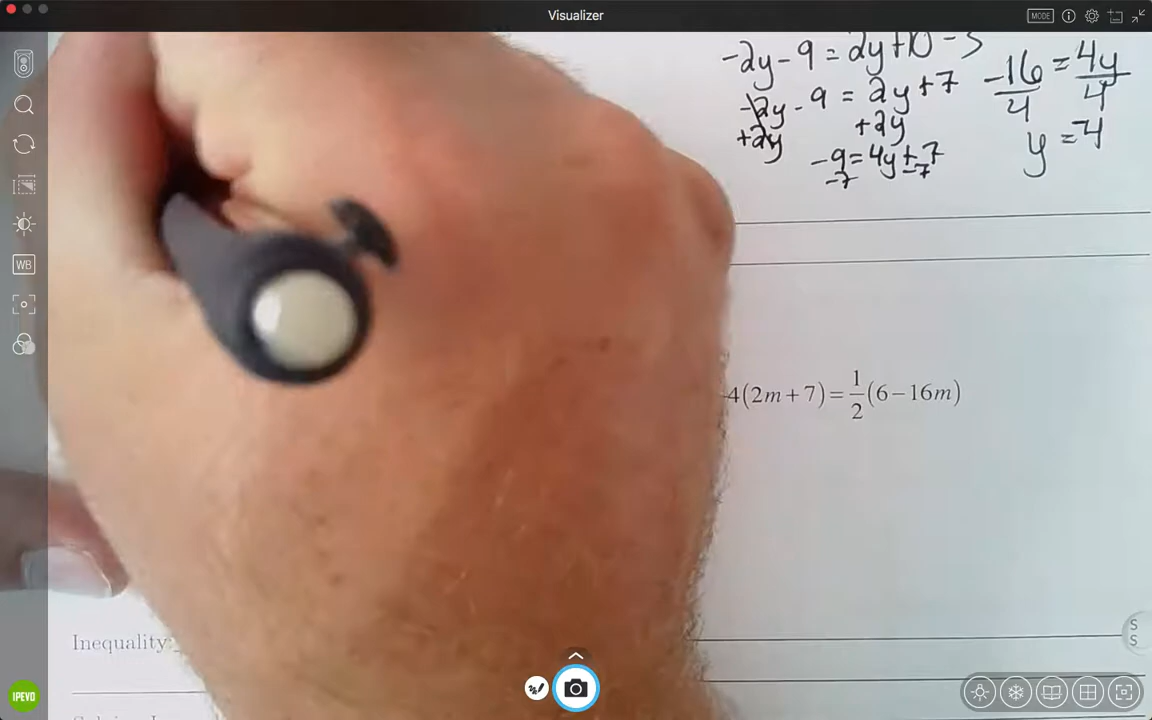 Visualizer
MODE
-2y - 9 = 2y + 10 - 3
-2y - 9 = 2y + 7
+2y +2y
-9 = 4y + 7
-7 -7
-16 = 4y
4 4
y = -4
4(2m + 7) = 1/2 (6 - 16m)
WB
Inequality
S
S
IPEVO